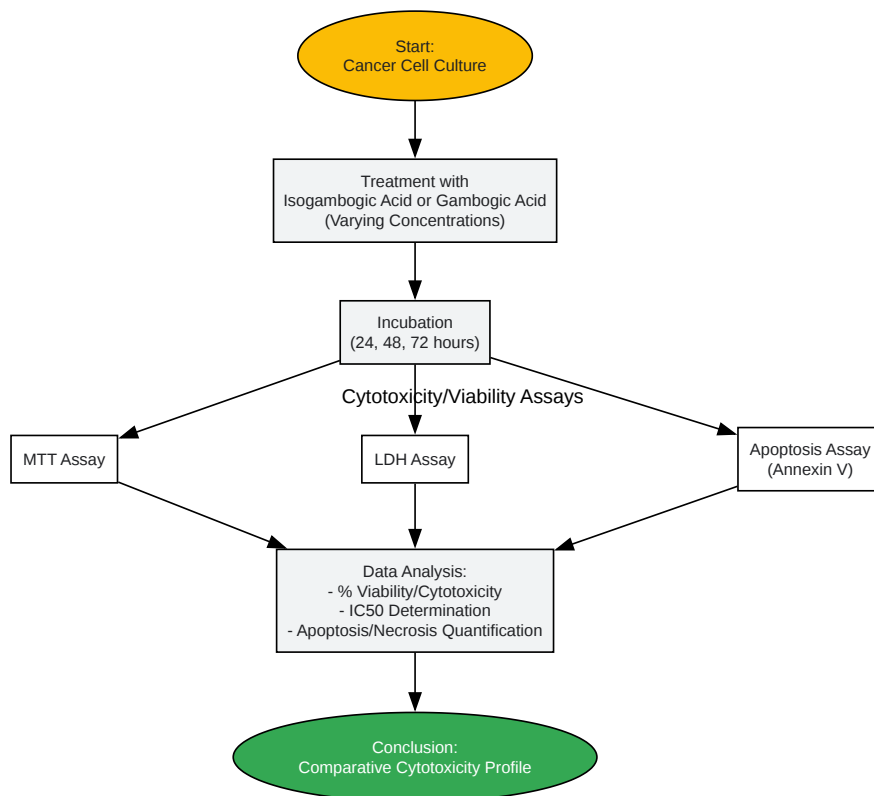 Start:
Cancer Cell Culture
Treatment with
Isogambogic Acid or Gambogic Acid
(Varying Concentrations)
Incubation
(24, 48, 72 hours)
Cytotoxicity/Viability Assays
MTT Assay
LDH Assay
Apoptosis Assay
(Annexin V)
Data Analysis:
- % Viability/Cytotoxicity
- IC50 Determination
- Apoptosis/Necrosis Quantification
Conclusion:
Comparative Cytotoxicity Profile